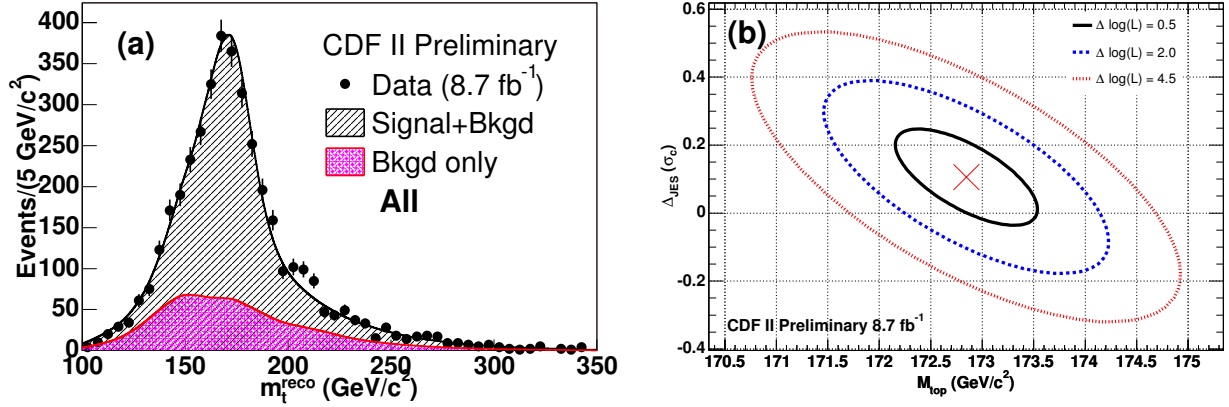 (a)
CDF II Preliminary
Data (8.7 fb⁻¹)
Signal+Bkgd
Bkgd only
All
Events/(5 GeV/c²)
400
350
300
250
200
150
100
50
0
100 150 200 250 300 350
m_t^reco (GeV/c²)
(b)
Δ log(L) = 0.5
Δ log(L) = 2.0
Δ log(L) = 4.5
Δ_JES (σ_c)
0.6
0.4
0.2
0
-0.2
-0.4
CDF II Preliminary 8.7 fb⁻¹
170.5 171 171.5 172 172.5 173 173.5 174 174.5 175
M_top (GeV/c²)